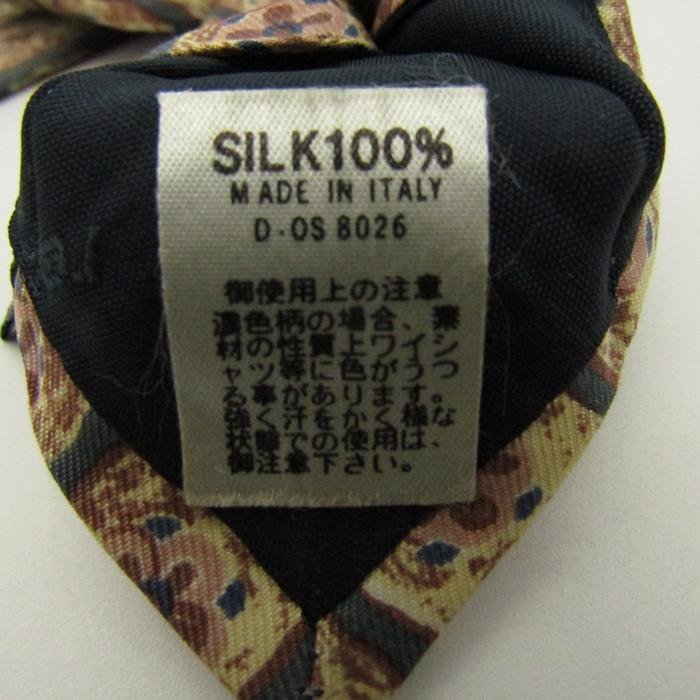 SILK100%
MADE IN ITALY
D-OS 8026
御使用上の注意
濃色柄の場合、素
材の性質上ワイシ
ャツ等に色がうつ
る事があります。
強く汗をかく様な
状態での使用は、
御注意下さい。